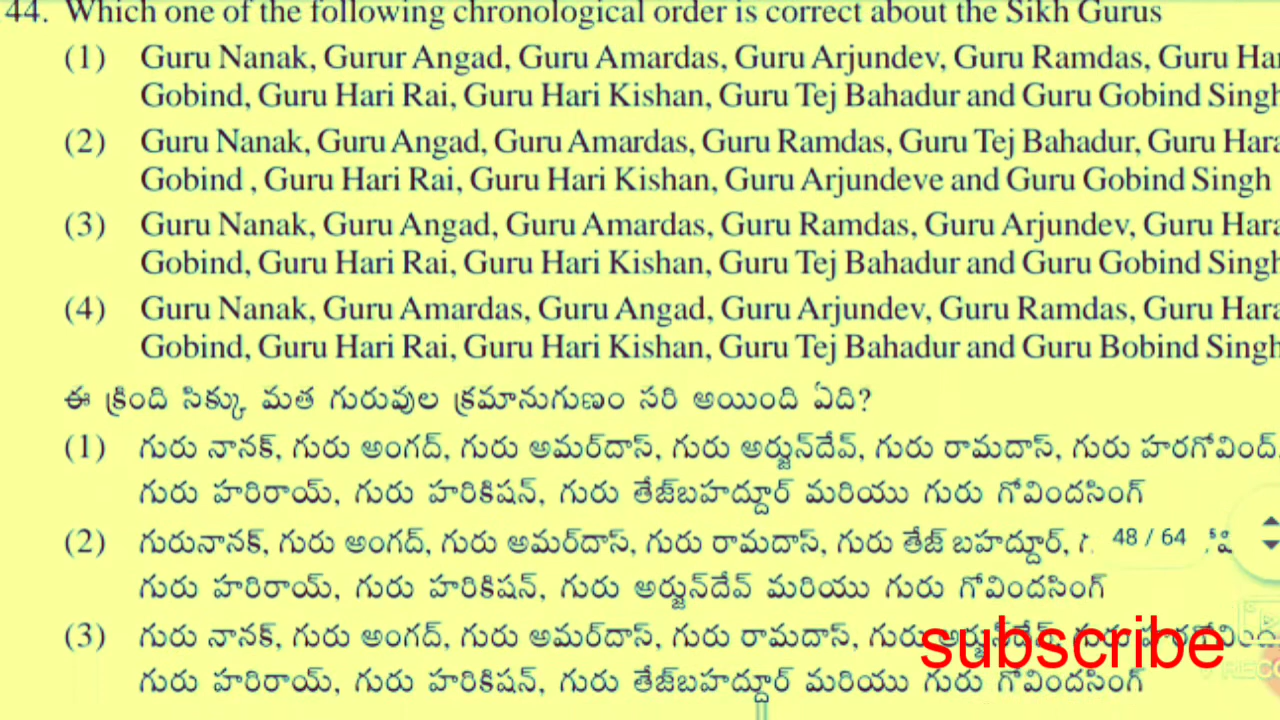 44. Which one of the following chronological order is correct about the Sikh Gurus
(1) Guru Nanak, Gurur Angad, Guru Amardas, Guru Arjundev, Guru Ramdas, Guru Har
Gobind, Guru Hari Rai, Guru Hari Kishan, Guru Tej Bahadur and Guru Gobind Singh
(2) Guru Nanak, Guru Angad, Guru Amardas, Guru Ramdas, Guru Tej Bahadur, Guru Hara
Gobind , Guru Hari Rai, Guru Hari Kishan, Guru Arjundeve and Guru Gobind Singh
(3) Guru Nanak, Guru Angad, Guru Amardas, Guru Ramdas, Guru Arjundev, Guru Hara
Gobind, Guru Hari Rai, Guru Hari Kishan, Guru Tej Bahadur and Guru Gobind Singh
(4) Guru Nanak, Guru Amardas, Guru Angad, Guru Arjundev, Guru Ramdas, Guru Hara
Gobind, Guru Hari Rai, Guru Hari Kishan, Guru Tej Bahadur and Guru Bobind Singh
ఈ క్రింది సిక్కు మత గురువుల క్రమానుగుణం సరి అయింది ఏది?
(1) గురు నానక్, గురు అంగద్, గురు అమర్‌దాస్, గురు అర్జున్‌దేవ్, గురు రామదాస్, గురు హరగోవింద్,
గురు హరిరాయ్, గురు హరికిషన్, గురు తేజ్‌బహద్దూర్ మరియు గురు గోవిందసింగ్
(2) గురునానక్, గురు అంగద్, గురు అమర్‌దాస్, గురు రామదాస్, గురు తేజ్ బహద్దూర్, 48 / 64
గురు హరిరాయ్, గురు హరికిషన్, గురు అర్జున్‌దేవ్ మరియు గురు గోవిందసింగ్
(3) గురు నానక్, గురు అంగద్, గురు అమర్‌దాస్, గురు రామదాస్, గురు subscribe
గురు హరిరాయ్, గురు హరికిషన్, గురు తేజ్‌బహద్దూర్ మరియు గురు గోవిందసింగ్